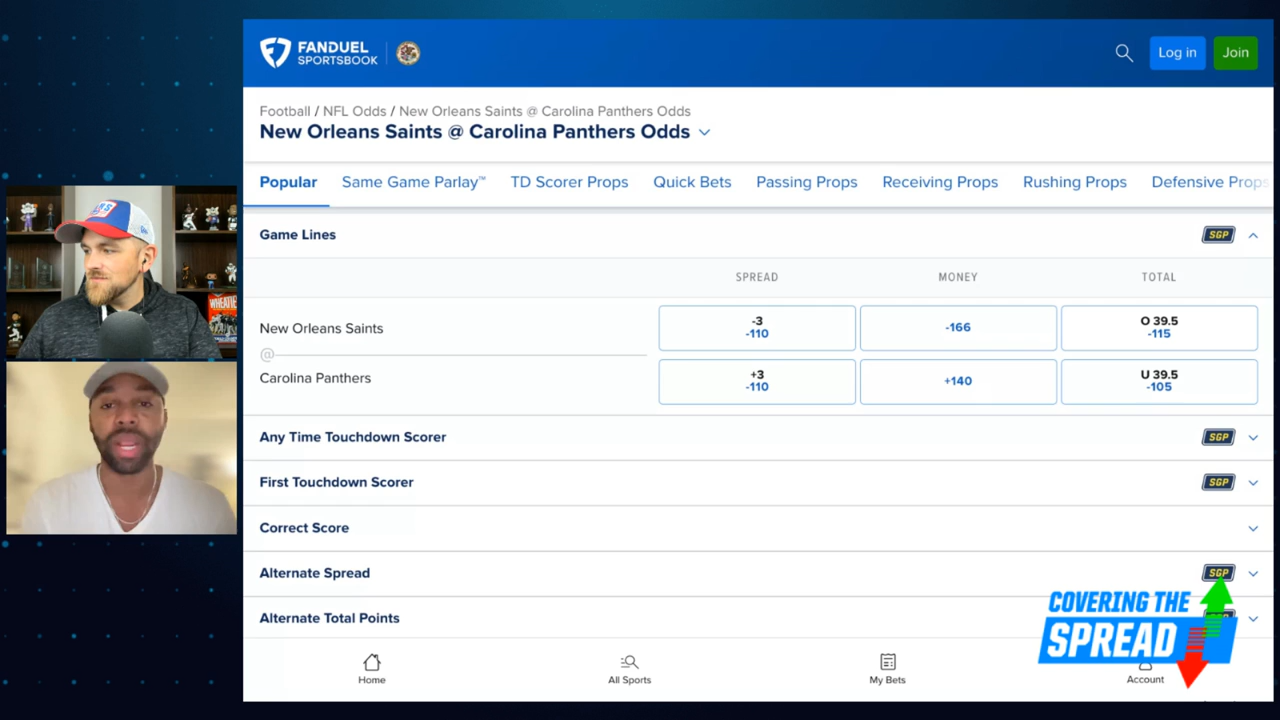 FANDUEL
SPORTSBOOK
Log in
Join
Football / NFL Odds / New Orleans Saints @ Carolina Panthers Odds
New Orleans Saints @ Carolina Panthers Odds
Popular
Same Game Parlay™
TD Scorer Props
Quick Bets
Passing Props
Receiving Props
Rushing Props
Defensive Props
Game Lines
SGP
SPREAD
MONEY
TOTAL
New Orleans Saints
-3
-110
-166
O 39.5
-115
@
Carolina Panthers
+3
-110
+140
U 39.5
-105
Any Time Touchdown Scorer
SGP
First Touchdown Scorer
SGP
Correct Score
Alternate Spread
SGP
Alternate Total Points
COVERING THE
SPREAD
Home
All Sports
My Bets
Account
WHEATIES